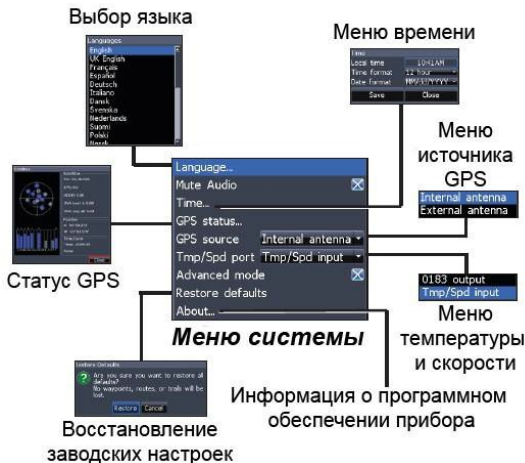 Выбор языка
Languages
English
UK English
Français
Español
Deutsch
Italiano
Dansk
Svenska
Nederlands
Suomi
Polski
Norsk
Меню времени
Time
Local time 10:41AM
Time format 12 hour
Date format MM/DD/YYYY
Save Close
Меню
источника
GPS
Internal antenna
External antenna
Language...
Mute Audio
Time...
GPS status...
GPS source Internal antenna
Tmp/Spd port Tmp/Spd input
Advanced mode
Restore defaults
About...
Статус GPS
0183 output
Tmp/Spd input
Меню
температуры
и скорости
Меню системы
Restore Defaults
Are you sure you want to restore all
defaults?
No waypoints, routes, or trails will be
lost.
Restore Cancel
Восстановление
заводских настроек
Информация о программном
обеспечении прибора